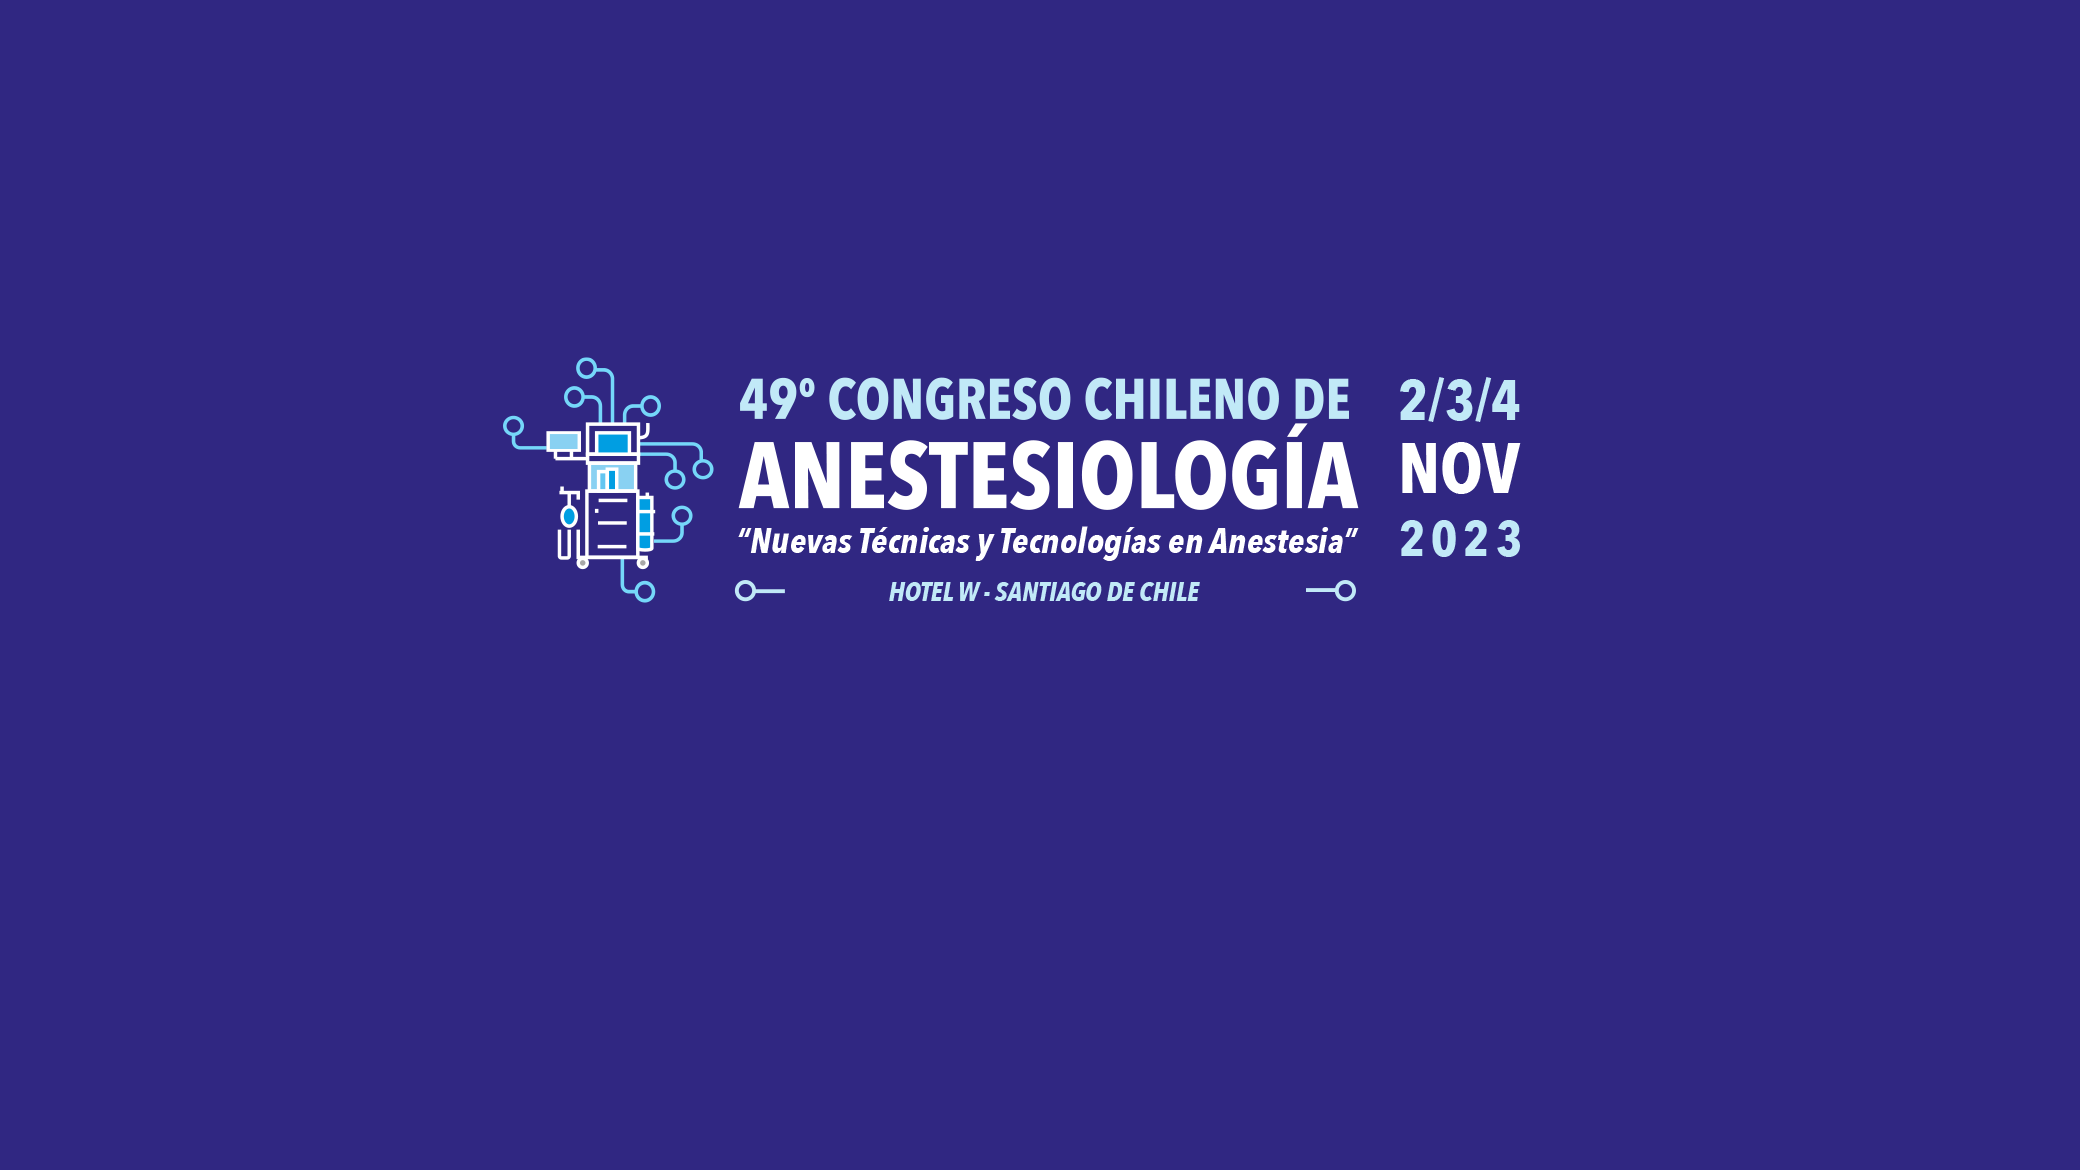 49º CONGRESO CHILENO DE
ANESTESIOLOGÍA
“Nuevas Técnicas y Tecnologías en Anestesia”
HOTEL W - SANTIAGO DE CHILE
2/3/4
NOV
2023